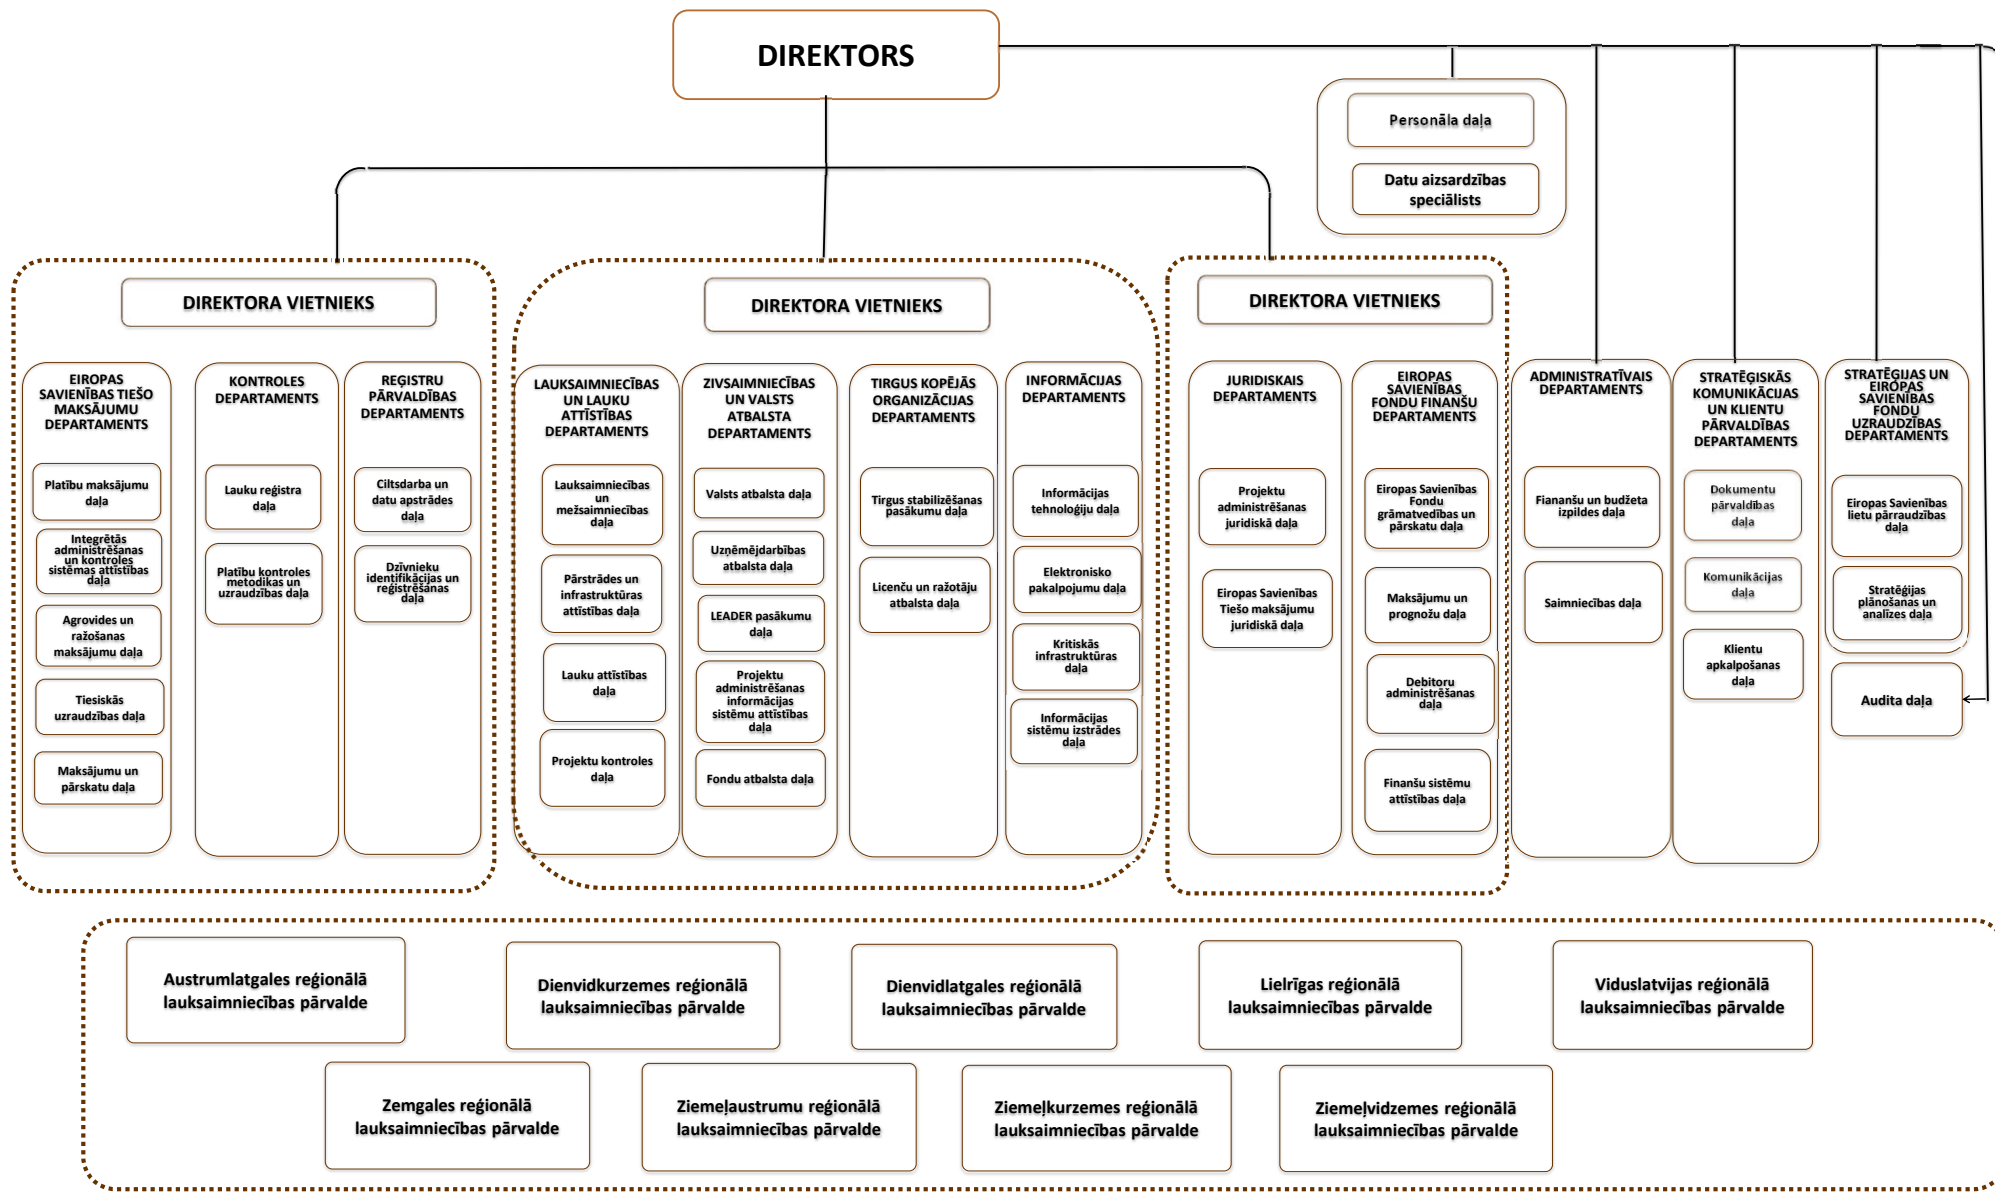 DIREKTORS
Personāla daļa
Datu aizsardzības
speciālists
DIREKTORA VIETNIEKS
EIROPAS
SAVIENĪBAS TIEŠO
MAKSĀJUMU
DEPARTAMENTS
Platību maksājumu
daļa
Integrētās
administrēšanas
un kontroles
sistēmas attīstības
daļa
Agrovides un
ražošanas
maksājumu daļa
Tiesiskās
uzraudzības daļa
Maksājumu un
pārskatu daļa
KONTROLES
DEPARTAMENTS
Lauku reģistra
daļa
Platību kontroles
metodikas un
uzraudzības daļa
REĢISTRU
PĀRVALDĪBAS
DEPARTAMENTS
Ciltsdarba un
datu apstrādes
daļa
Dzīvnieku
identifikācijas un
reģistrēšanas
daļa
DIREKTORA VIETNIEKS
LAUKSAIMNIECĪBAS
UN LAUKU
ATTĪSTĪBAS
DEPARTAMENTS
Lauksaimniecības
un
mežsaimniecības
daļa
Pārstrādes un
infrastruktūras
attīstības daļa
Lauku attīstības
daļa
Projektu kontroles
daļa
ZIVSAIMNIECĪBAS
UN VALSTS
ATBALSTA
DEPARTAMENTS
Valsts atbalsta daļa
Uzņēmējdarbības
atbalsta daļa
LEADER pasākumu
daļa
Projektu
administrēšanas
informācijas
sistēmu attīstības
daļa
Fondu atbalsta daļa
TIRGUS KOPĒJĀS
ORGANIZĀCIJAS
DEPARTAMENTS
Tirgus stabilizēšanas
pasākumu daļa
Licenču un ražotāju
atbalsta daļa
INFORMĀCIJAS
DEPARTAMENTS
Informācijas
tehnoloģiju daļa
Elektronisko
pakalpojumu daļa
Kritiskās
infrastruktūras
daļa
Informācijas
sistēmu izstrādes
daļa
DIREKTORA VIETNIEKS
JURIDISKAIS
DEPARTAMENTS
Projektu
administrēšanas
juridiskā daļa
Eiropas Savienības
Tiešo maksājumu
juridiskā daļa
EIROPAS
SAVIENĪBAS
FONDU FINANŠU
DEPARTAMENTS
Eiropas Savienības
Fondu
grāmatvedības un
pārskatu daļa
Maksājumu un
prognožu daļa
Debitoru
administrēšanas
daļa
Finanšu sistēmu
attīstības daļa
ADMINISTRATĪVAIS
DEPARTAMENTS
Fiananšu un budžeta
izpildes daļa
Saimniecības daļa
STRATĒĢISKĀS
KOMUNIKĀCIJAS
UN KLIENTU
PĀRVALDĪBAS
DEPARTAMENTS
Dokumentu
pārvaldības
daļa
Komunikācijas
daļa
Klientu
apkalpošanas
daļa
STRATĒĢIJAS UN
EIROPAS
SAVIENĪBAS
FONDU
UZRAUDZĪBAS
DEPARTAMENTS
Eiropas Savienības
lietu pārraudzības
daļa
Stratēģijas
plānošanas un
analīzes daļa
Audita daļa
Austrumlatgales reģionālā
lauksaimniecības pārvalde
Dienvidkurzemes reģionālā
lauksaimniecības pārvalde
Dienvidlatgales reģionālā
lauksaimniecības pārvalde
Lielrīgas reģionālā
lauksaimniecības pārvalde
Viduslatvijas reģionālā
lauksaimniecības pārvalde
Zemgales reģionālā
lauksaimniecības pārvalde
Ziemeļaustrumu reģionālā
lauksaimniecības pārvalde
Ziemeļkurzemes reģionālā
lauksaimniecības pārvalde
Ziemeļvidzemes reģionālā
lauksaimniecības pārvalde